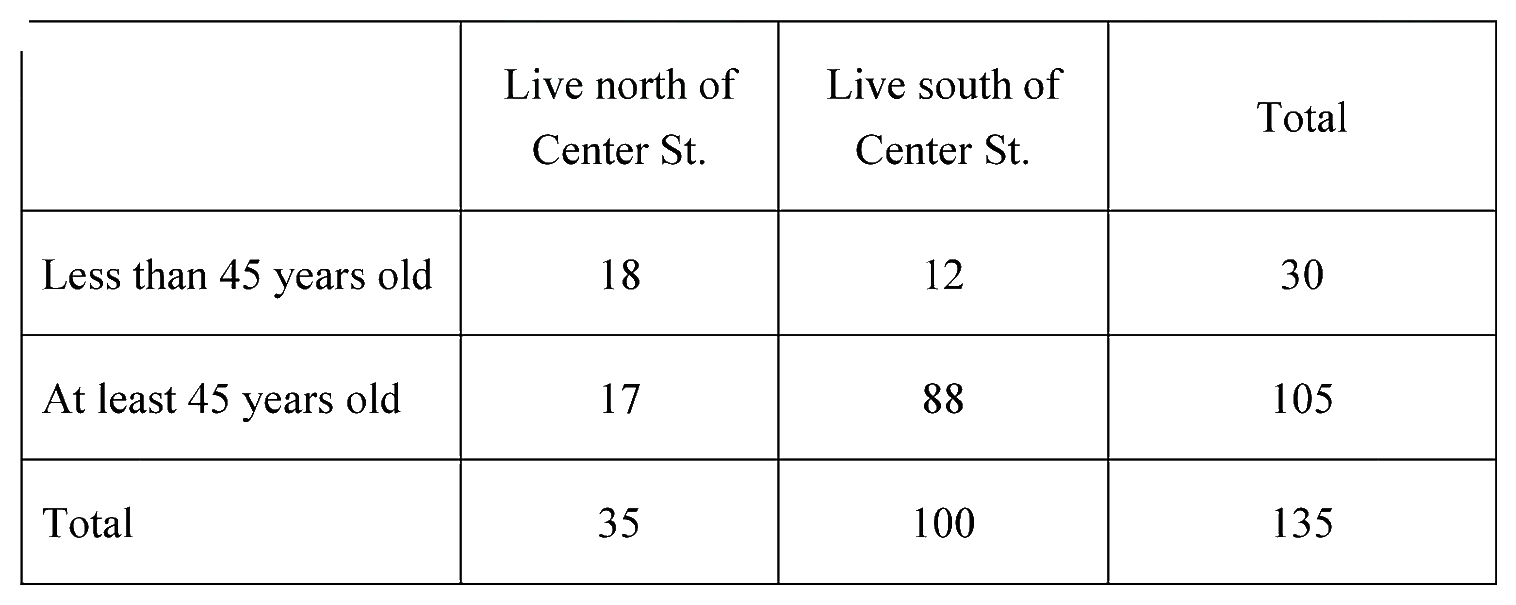 Live north of
Center St.
Live south of
Center St.
Total
Less than 45 years old 18 12 30
At least 45 years old 17 88 105
Total 35 100 135